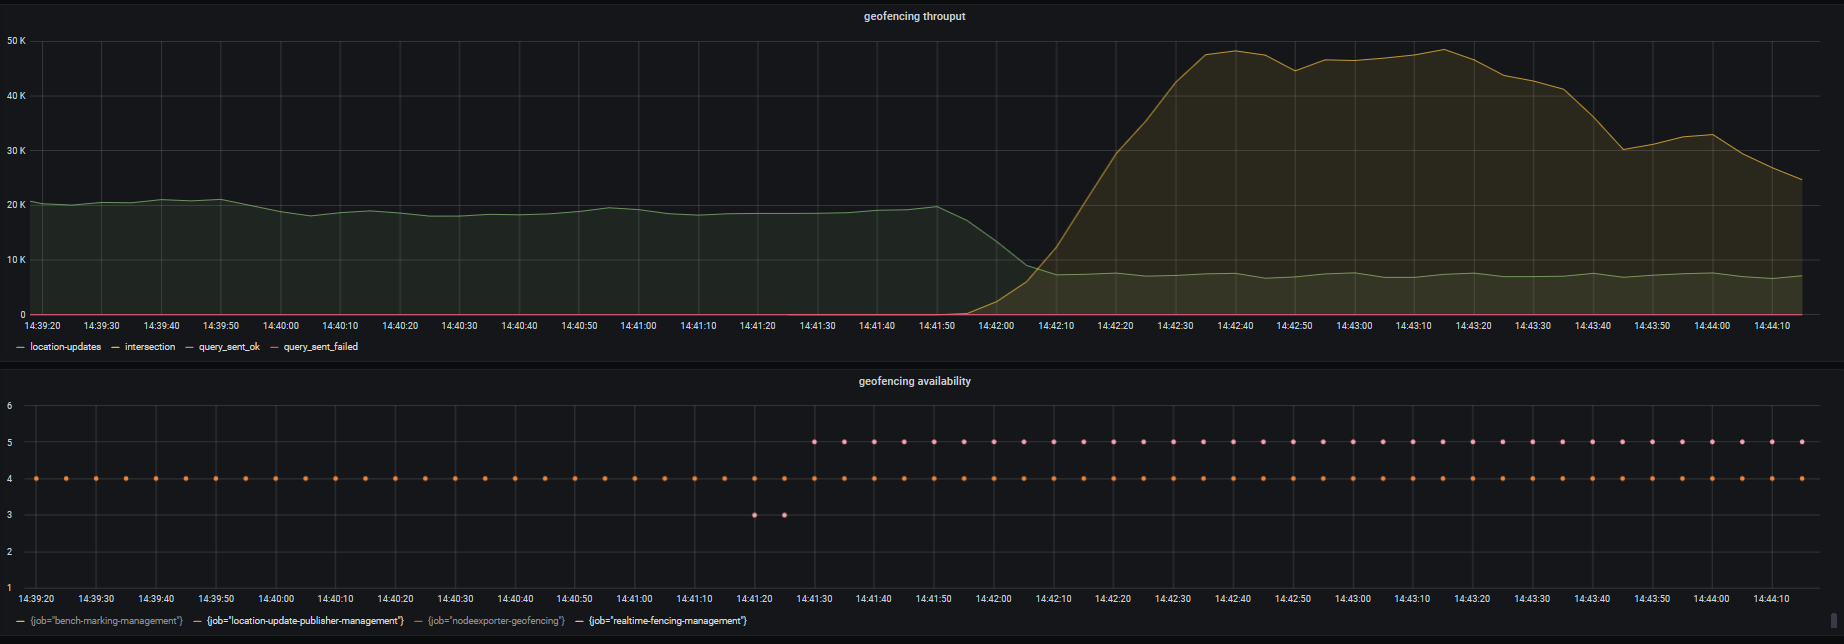 geofencing throuput
50 K
40 K
30 K
20 K
10 K
0
14:39:20 14:39:30 14:39:40 14:39:50 14:40:00 14:40:10 14:40:20 14:40:30 14:40:40 14:40:50 14:41:00 14:41:10 14:41:20 14:41:30 14:41:40 14:41:50 14:42:00 14:42:10 14:42:20 14:42:30 14:42:40 14:42:50 14:43:00 14:43:10 14:43:20 14:43:30 14:43:40 14:43:50 14:44:00 14:44:10
location-updates intersection query_sent_ok query_sent_failed
geofencing availability
6
5
4
3
2
1
14:39:20 14:39:30 14:39:40 14:39:50 14:40:00 14:40:10 14:40:20 14:40:30 14:40:40 14:40:50 14:41:00 14:41:10 14:41:20 14:41:30 14:41:40 14:41:50 14:42:00 14:42:10 14:42:20 14:42:30 14:42:40 14:42:50 14:43:00 14:43:10 14:43:20 14:43:30 14:43:40 14:43:50 14:44:00 14:44:10
{job="bench-marking-management"} {job="location-update-publisher-management"} {job="nodeexporter-geofencing"} {job="realtime-fencing-management"}